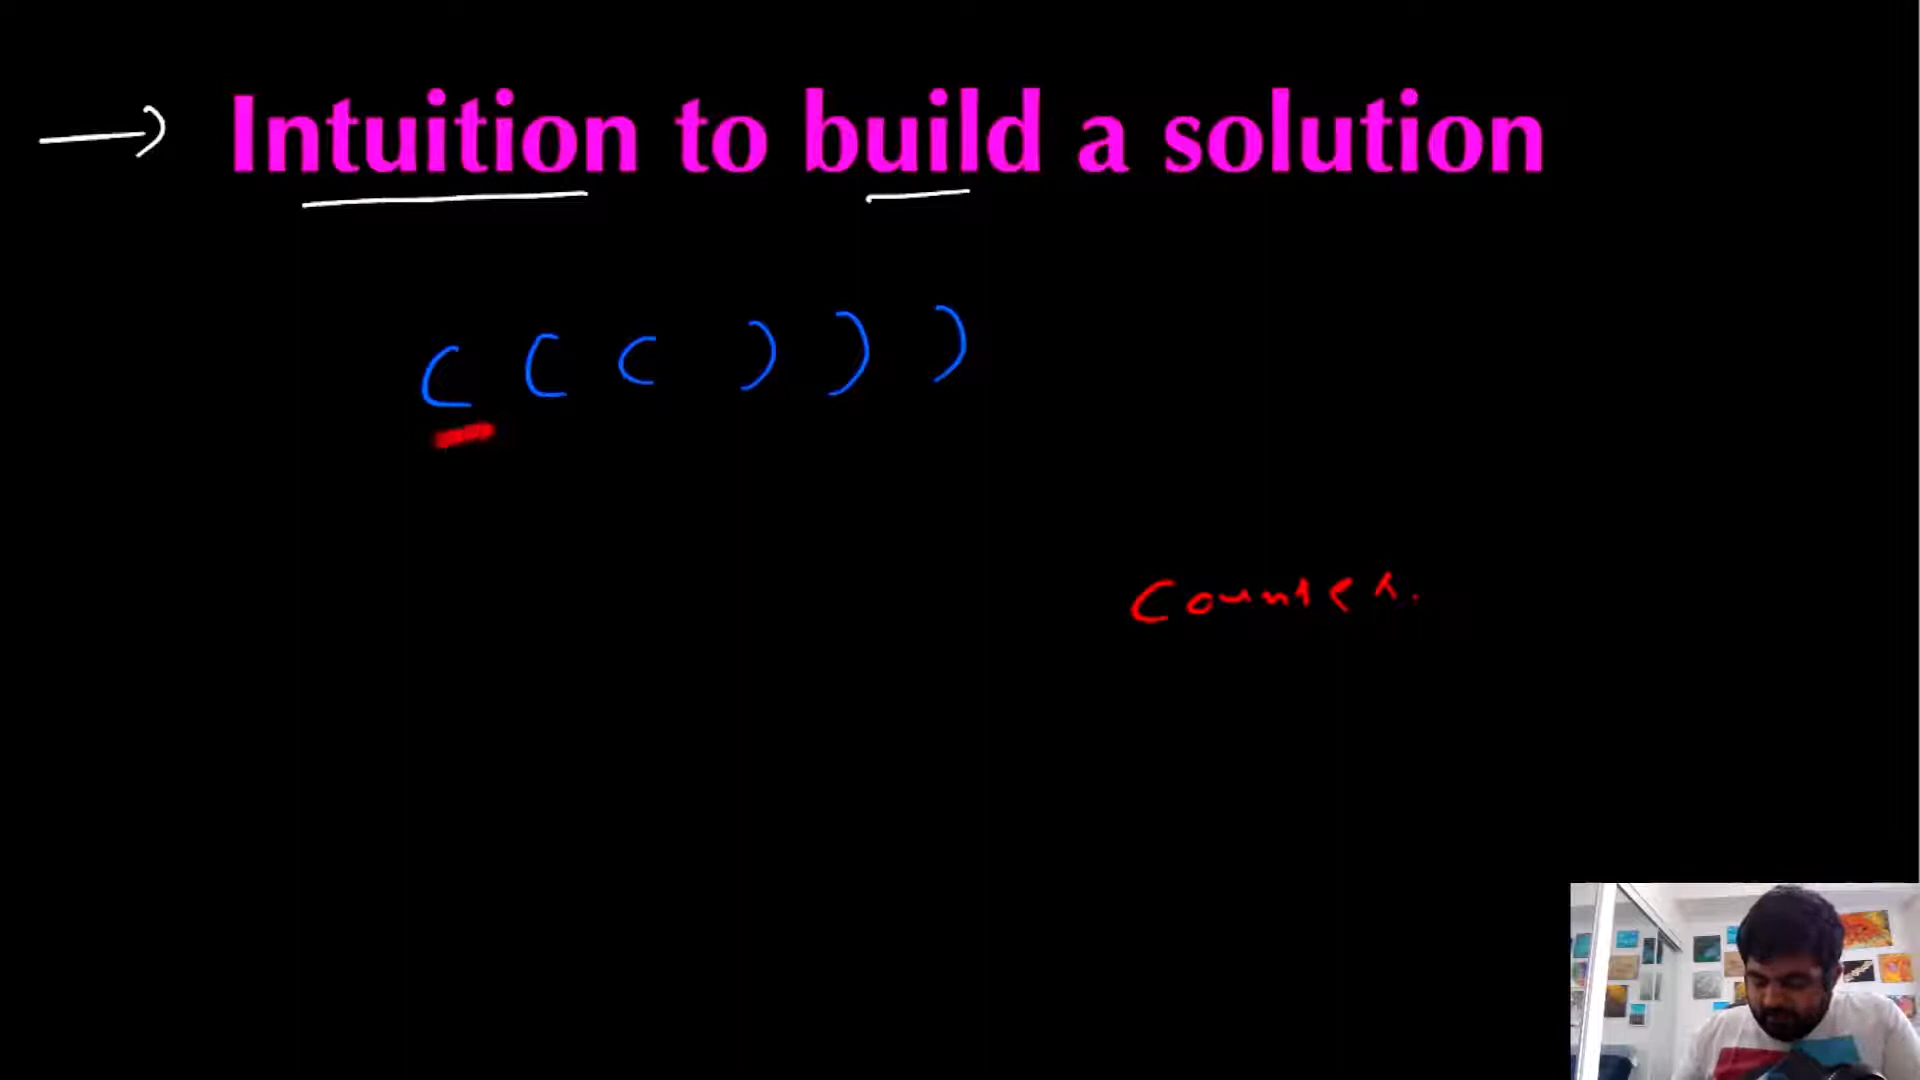 Intuition to build a solution
( ( ( ) ) )
Counter.